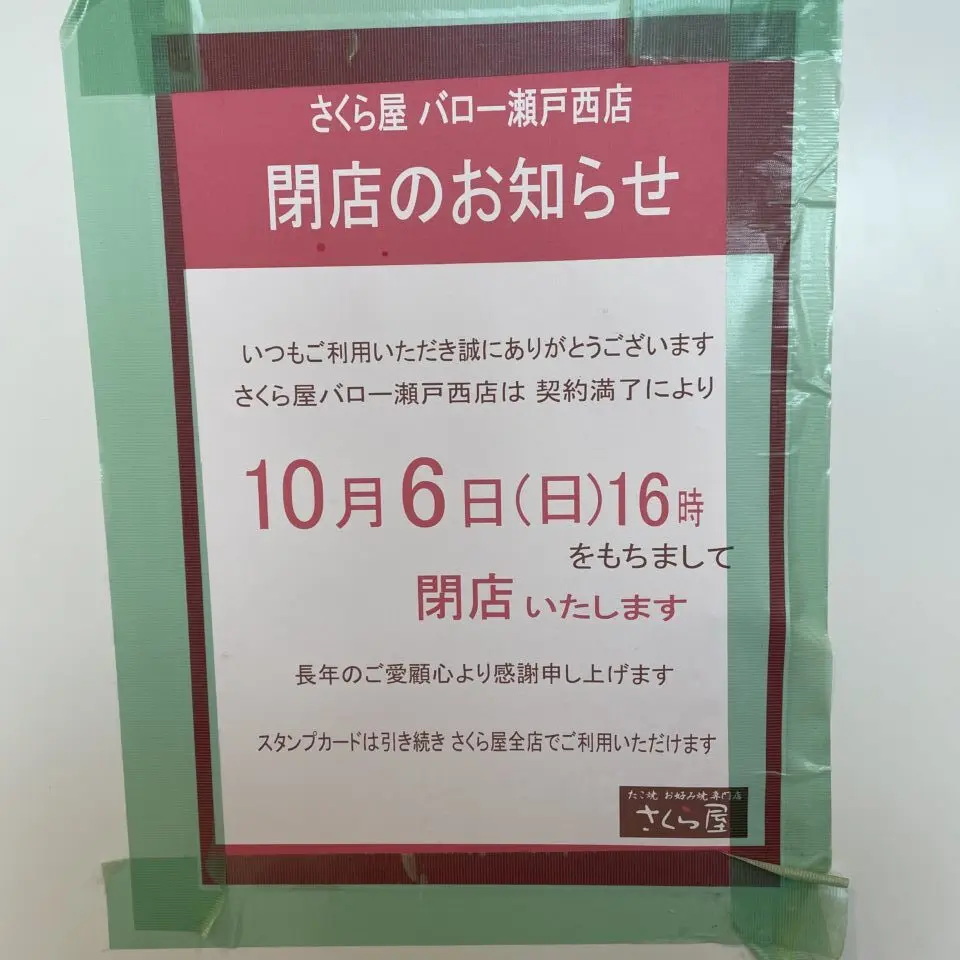 さくら屋 バロー瀬戸西店
閉店のお知らせ
いつもご利用いただき誠にありがとうございます
さくら屋バロー瀬戸西店は 契約満了により
10月6日(日)16時
をもちまして
閉店いたします
長年のご愛顧心より感謝申し上げます
スタンプカードは引き続き さくら屋全店でご利用いただけます
たこ焼 お好み焼 専門店
さくら屋